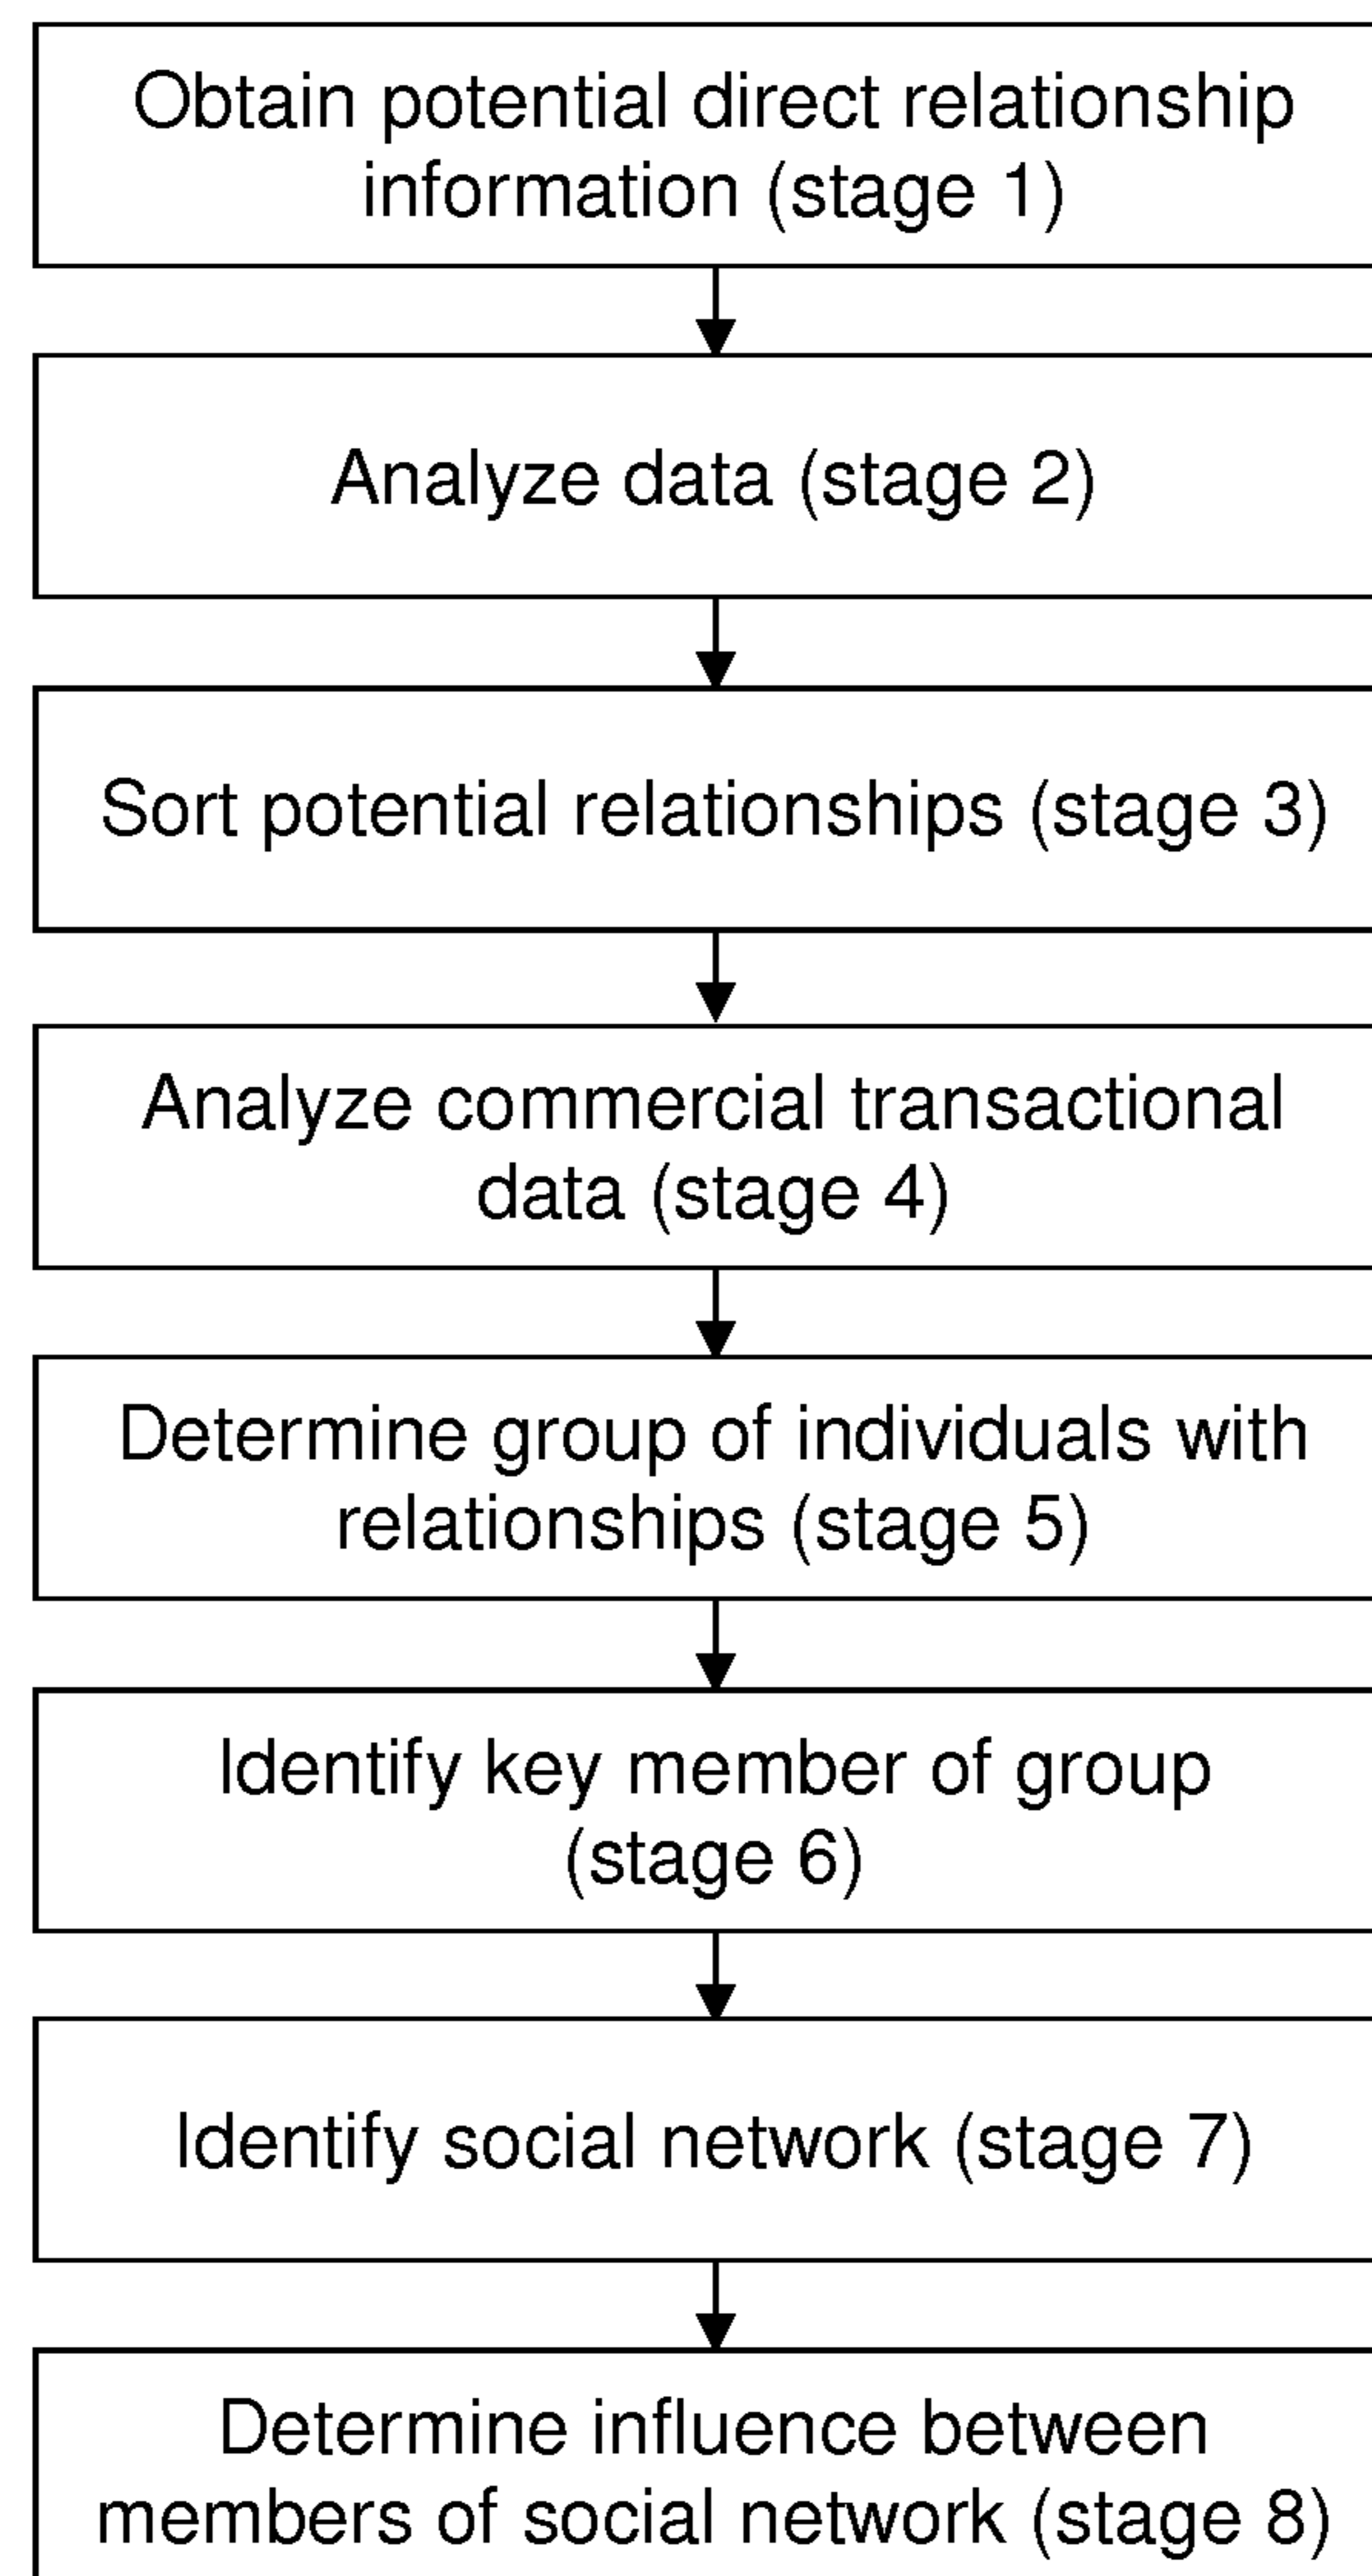 Obtain potential direct relationship
information (stage 1)
Analyze data (stage 2)
Sort potential relationships (stage 3)
Analyze commercial transactional
data (stage 4)
Determine group of individuals with
relationships (stage 5)
Identify key member of group
(stage 6)
Identify social network (stage 7)
Determine influence between
members of social network (stage 8)